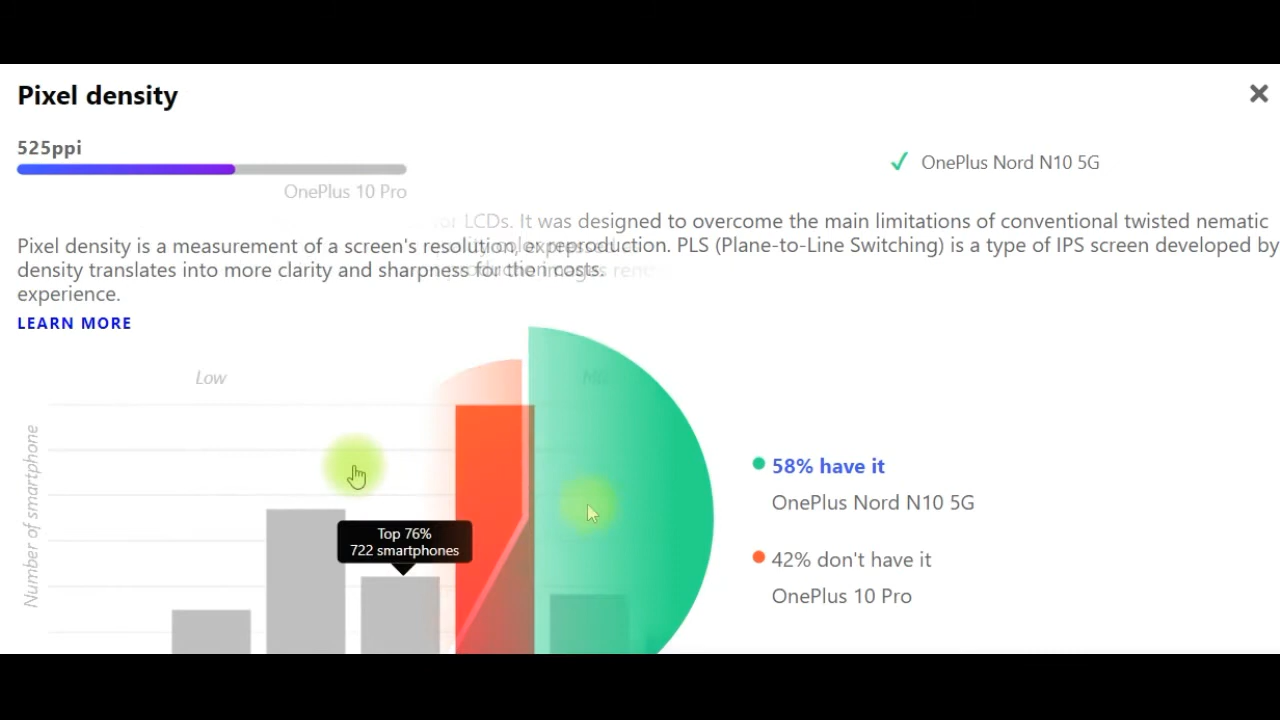 Pixel density
525ppi
OnePlus Nord N10 5G
OnePlus 10 Pro
for LCDs. It was designed to overcome the main limitations of conventional twisted nematic
Pixel density is a measurement of a screen's resolution, reproduction. PLS (Plane-to-Line Switching) is a type of IPS screen developed by
density translates into more clarity and sharpness for the
experience.
LEARN MORE
Low
Number of smartphone
58% have it
OnePlus Nord N10 5G
Top 76%
722 smartphones
42% don't have it
OnePlus 10 Pro